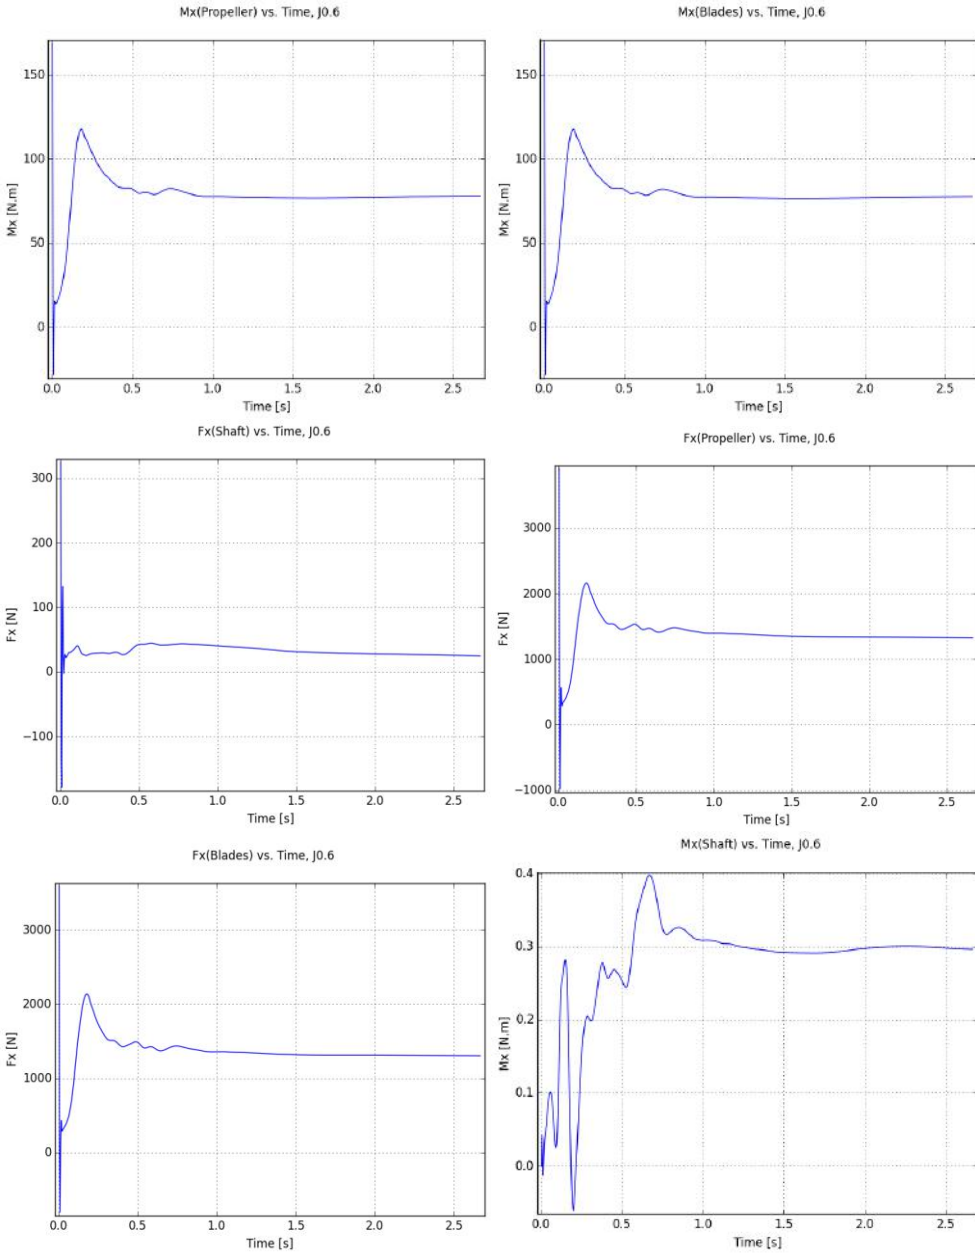 Mx(Propeller) vs. Time, J0.6
150
100
50
0
Mx [N.m]
0.0 0.5 1.0 1.5 2.0 2.5
Time [s]
Mx(Blades) vs. Time, J0.6
150
100
50
0
Mx [N.m]
0.0 0.5 1.0 1.5 2.0 2.5
Time [s]
Fx(Shaft) vs. Time, J0.6
300
200
100
0
−100
Fx [N]
0.0 0.5 1.0 1.5 2.0 2.5
Time [s]
Fx(Propeller) vs. Time, J0.6
3000
2000
1000
0
−1000
Fx [N]
0.0 0.5 1.0 1.5 2.0 2.5
Time [s]
Fx(Blades) vs. Time, J0.6
3000
2000
1000
0
Fx [N]
0.0 0.5 1.0 1.5 2.0 2.5
Time [s]
Mx(Shaft) vs. Time, J0.6
0.4
0.3
0.2
0.1
0.0
Mx [N.m]
0.0 0.5 1.0 1.5 2.0 2.5
Time [s]